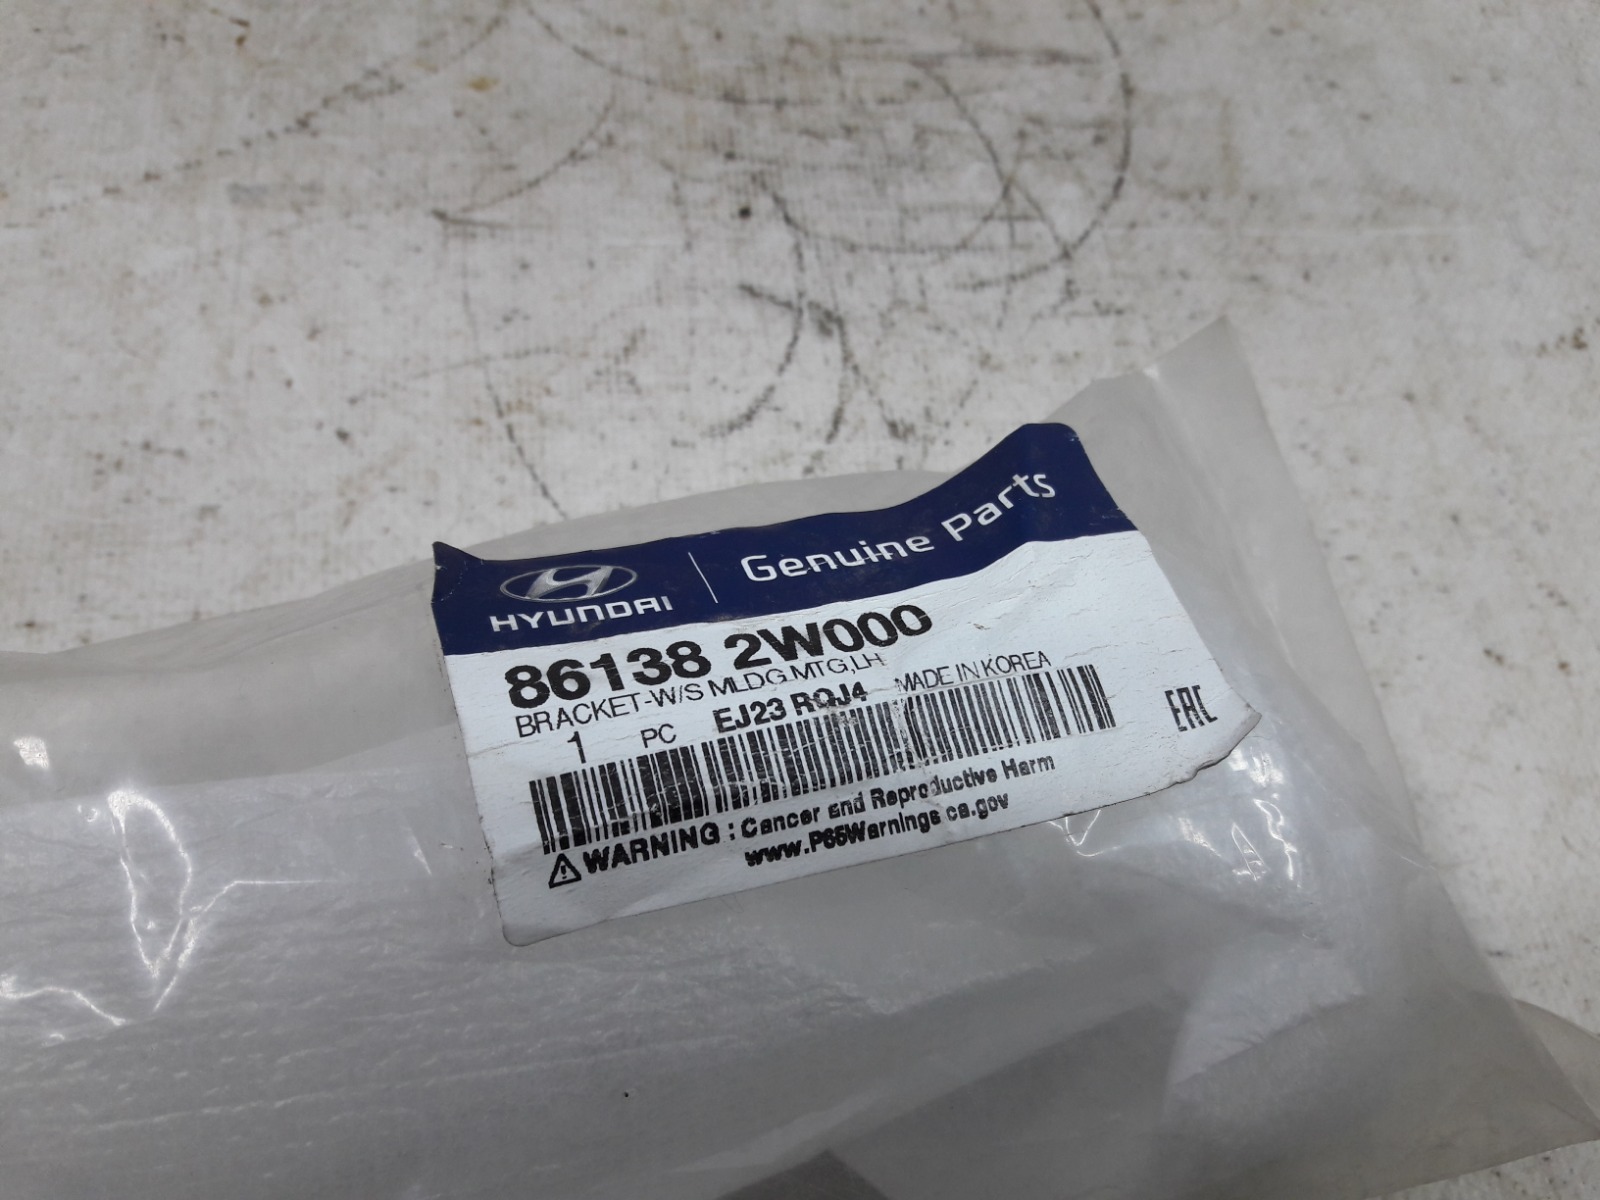 HYUNDAI | Genuine Parts
86138 2W000
BRACKET-W/S MLDG.MTG,LH
1 PC EJ23 RQJ4 MADE IN KOREA
EAC
WARNING : Cancer and Reproductive Harm
www.P65Warnings.ca.gov